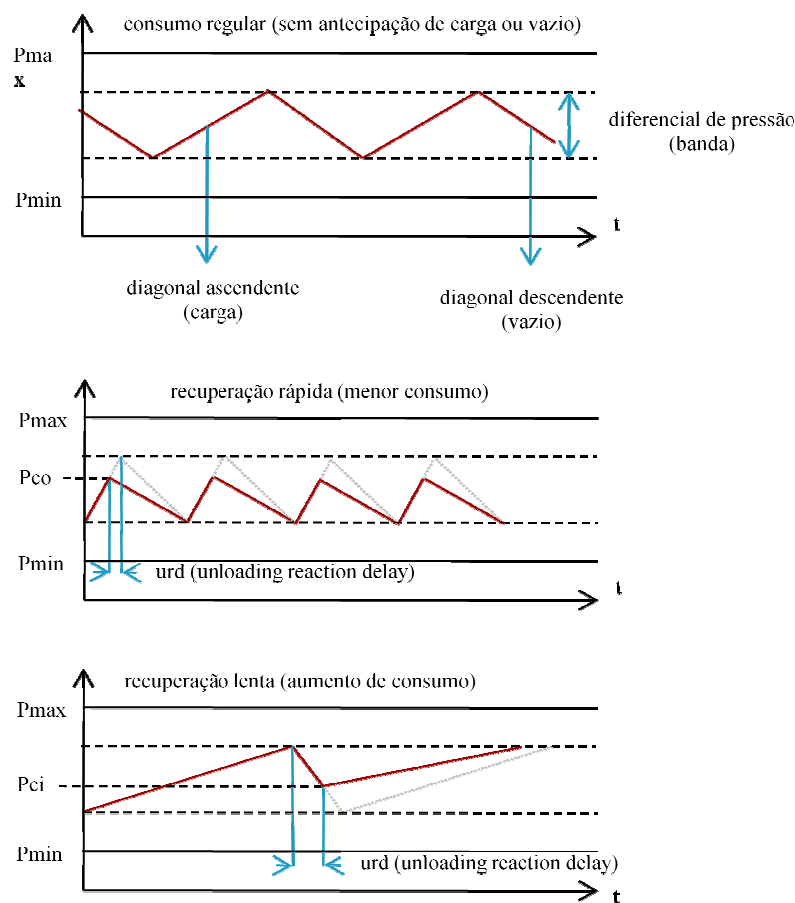 consumo regular (sem antecipação de carga ou vazio)
Pma
x
diferencial de pressão
(banda)
Pmin
t
diagonal ascendente
(carga)
diagonal descendente
(vazio)
recuperação rápida (menor consumo)
Pmax
Pco
Pmin
urd (unloading reaction delay)
t
recuperação lenta (aumento de consumo)
Pmax
Pci
Pmin
urd (unloading reaction delay)
t